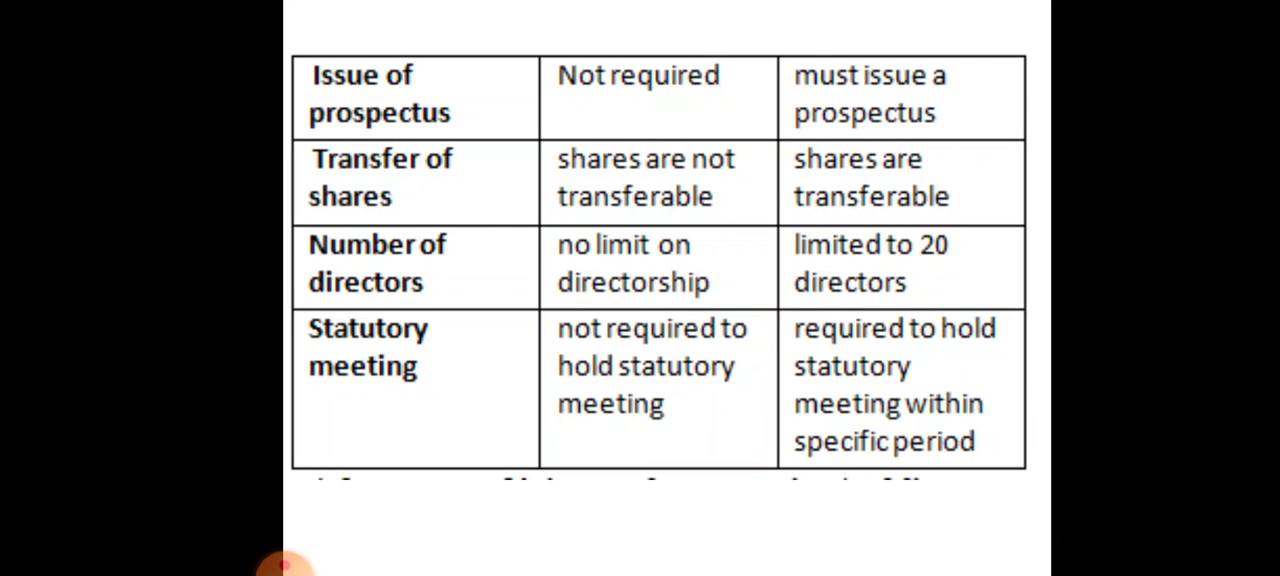 Issue of
prospectus
Not required
must issue a
prospectus
Transfer of
shares
shares are not
transferable
shares are
transferable
Number of
directors
no limit on
directorship
limited to 20
directors
Statutory
meeting
not required to
hold statutory
meeting
required to hold
statutory
meeting within
specific period